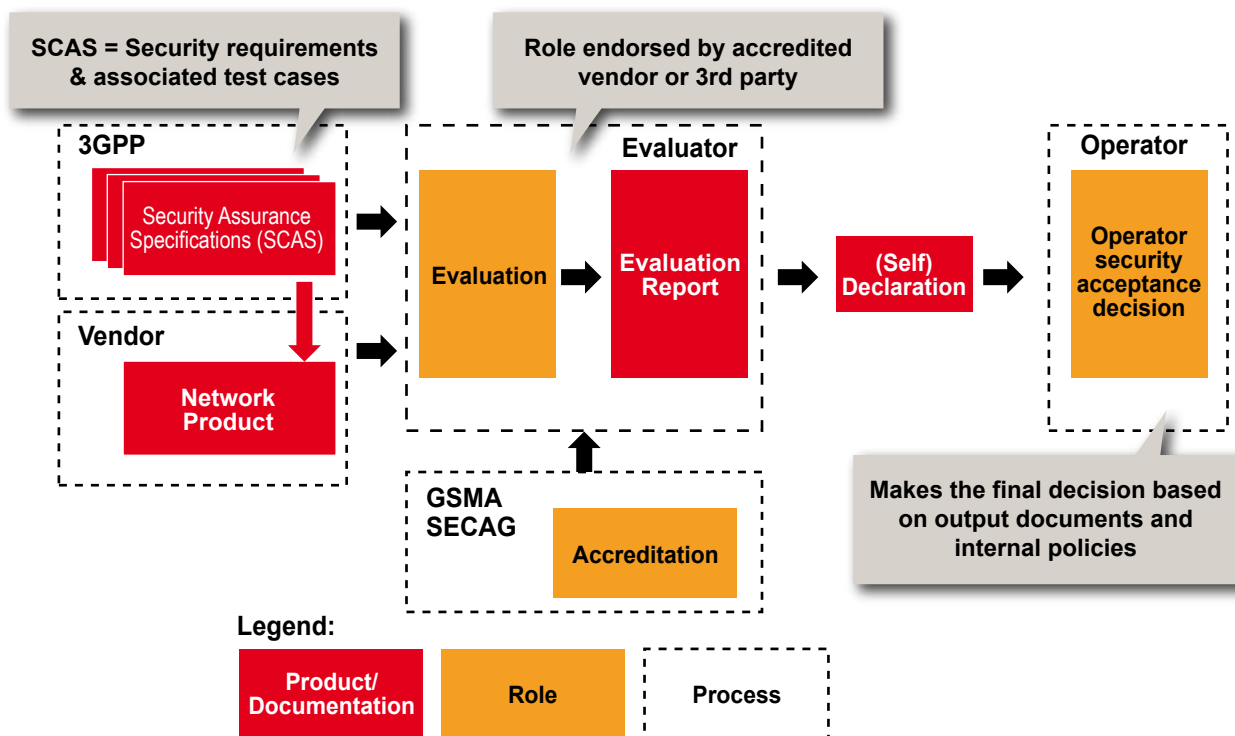 SCAS = Security requirements
& associated test cases
Role endorsed by accredited
vendor or 3rd party
3GPP
Security Assurance
Specifications (SCAS)
Vendor
Network
Product
Evaluator
Evaluation
Evaluation
Report
(Self)
Declaration
Operator
Operator
security
acceptance
decision
GSMA
SECAG
Accreditation
Makes the final decision based
on output documents and
internal policies
Legend:
Product/
Documentation
Role
Process